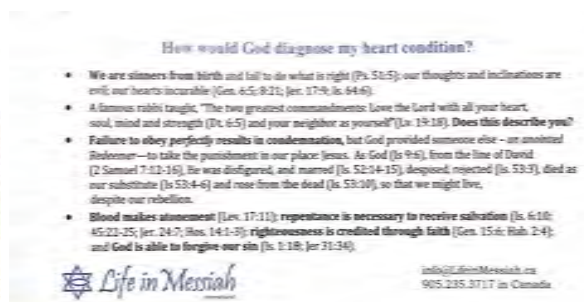 How would God diagnose my heart condition?
• We are sinners from birth and fail to do what is right (Ps. 51:5); our thoughts and inclinations are
evil; our hearts incurable (Gen. 6:5; 8:21; Jer. 17:9; Is. 64:6).
• A famous rabbi taught, "The two greatest commandments: Love the Lord with all your heart,
soul, mind and strength (Dt. 6:5) and your neighbor as yourself" (Lv. 19:18). Does this describe you?
• Failure to obey perfectly results in condemnation, but God provided someone else – an anointed
Redeemer—to take the punishment in our place: Jesus. As God (Is 9:6), from the line of David
(2 Samuel 7:12-16), He was disfigured, and marred (Is. 52:14-15), despised, rejected (Is. 53:3), died as
our substitute (Is 53:4-6) and rose from the dead (Is. 53:10), so that we might live,
despite our rebellion.
• Blood makes atonement (Lev. 17:11); repentance is necessary to receive salvation (Is. 6:10;
45:22-25; Jer. 24:7; Hos. 14:1-3); righteousness is credited through faith (Gen. 15:6; Hab. 2:4);
and God is able to forgive our sin (Is. 1:18; Jer 31:34).
Life in Messiah
info@LifeinMessiah.ca
905.235.3717 in Canada